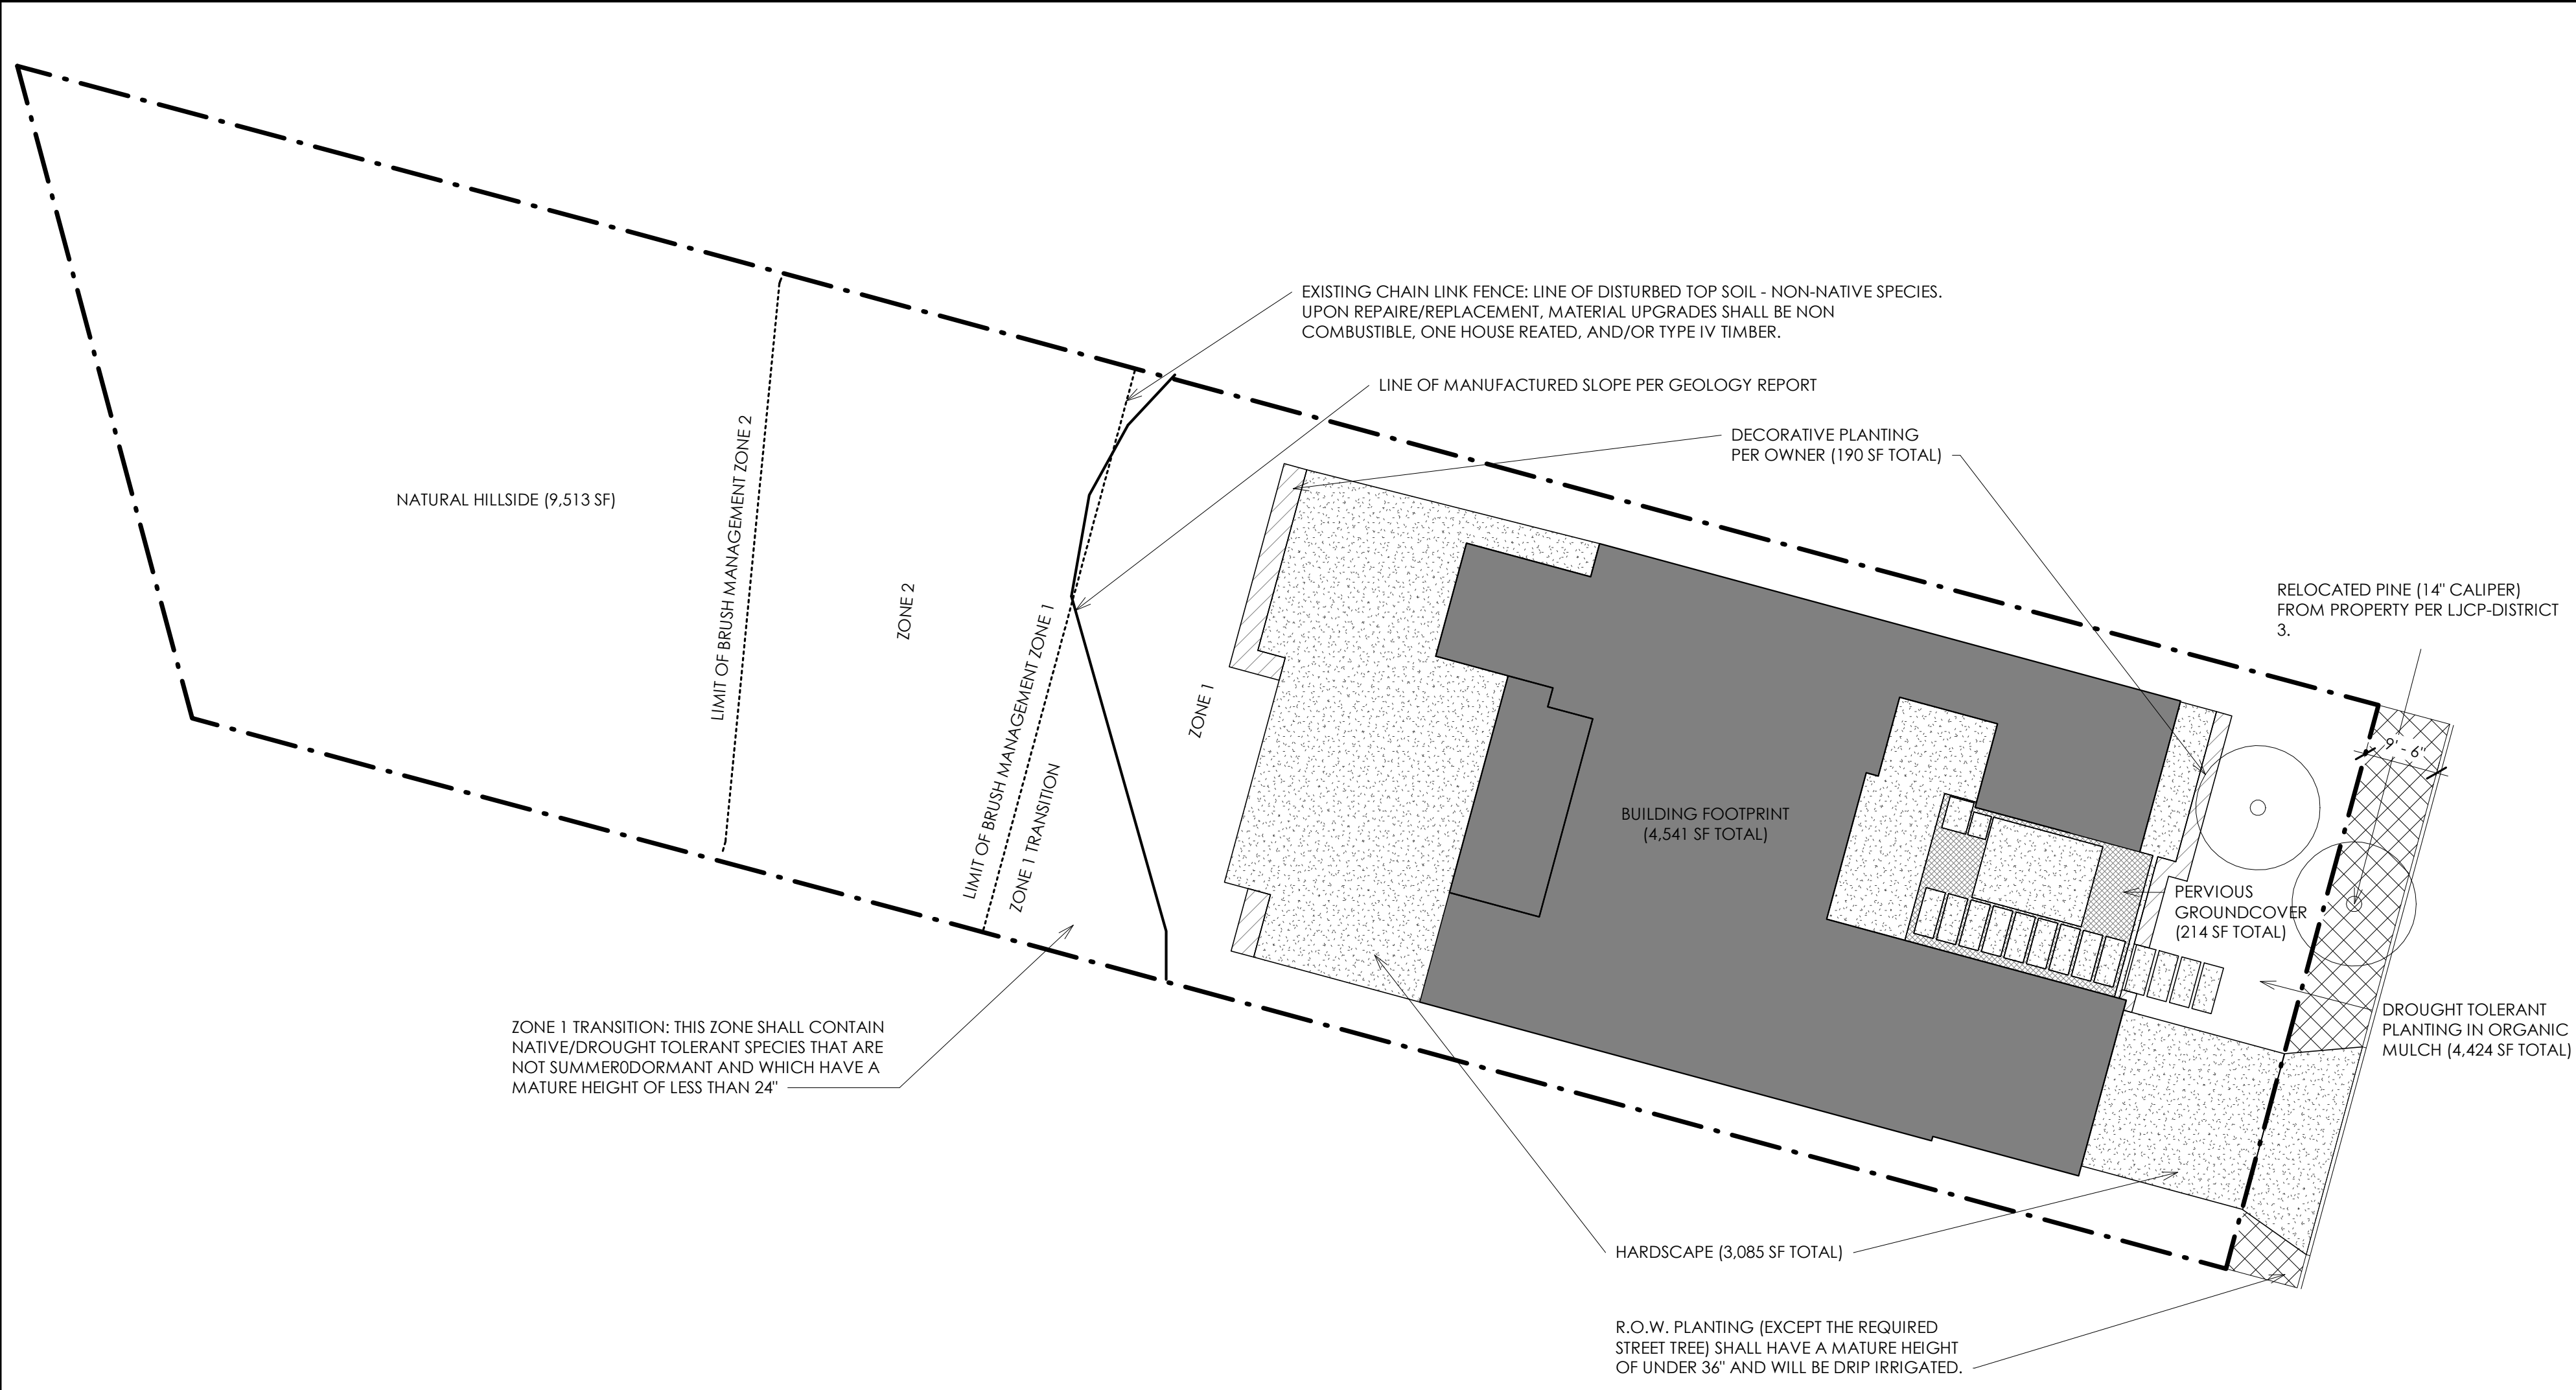 EXISTING CHAIN LINK FENCE: LINE OF DISTURBED TOP SOIL - NON-NATIVE SPECIES.
UPON REPAIRE/REPLACEMENT, MATERIAL UPGRADES SHALL BE NON
COMBUSTIBLE, ONE HOUSE REATED, AND/OR TYPE IV TIMBER.
LINE OF MANUFACTURED SLOPE PER GEOLOGY REPORT
DECORATIVE PLANTING
PER OWNER (190 SF TOTAL)
NATURAL HILLSIDE (9,513 SF)
LIMIT OF BRUSH MANAGEMENT ZONE 2
ZONE 2
LIMIT OF BRUSH MANAGEMENT ZONE 1
ZONE 1 TRANSITION
ZONE 1
RELOCATED PINE (14" CALIPER)
FROM PROPERTY PER LJCP-DISTRICT
3.
9' - 6"
BUILDING FOOTPRINT
(4,541 SF TOTAL)
PERVIOUS
GROUNDCOVER
(214 SF TOTAL)
DROUGHT TOLERANT
PLANTING IN ORGANIC
MULCH (4,424 SF TOTAL)
ZONE 1 TRANSITION: THIS ZONE SHALL CONTAIN
NATIVE/DROUGHT TOLERANT SPECIES THAT ARE
NOT SUMMER0DORMANT AND WHICH HAVE A
MATURE HEIGHT OF LESS THAN 24"
HARDSCAPE (3,085 SF TOTAL)
R.O.W. PLANTING (EXCEPT THE REQUIRED
STREET TREE) SHALL HAVE A MATURE HEIGHT
OF UNDER 36" AND WILL BE DRIP IRRIGATED.